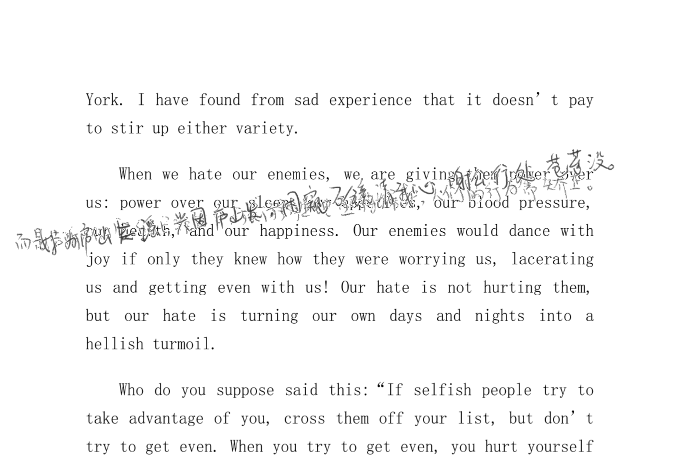 York. I have found from sad experience that it doesn't pay
to stir up either variety.
When we hate our enemies, we are giving them power over
us: power over our sleep, our appetites, our blood pressure,
our health, and our happiness. Our enemies would dance with
joy if only they knew how they were worrying us, lacerating
us and getting even with us! Our hate is not hurting them,
but our hate is turning our own days and nights into a
hellish turmoil.
Who do you suppose said this:“If selfish people try to
take advantage of you, cross them off your list, but don't
try to get even. When you try to get even, you hurt yourself